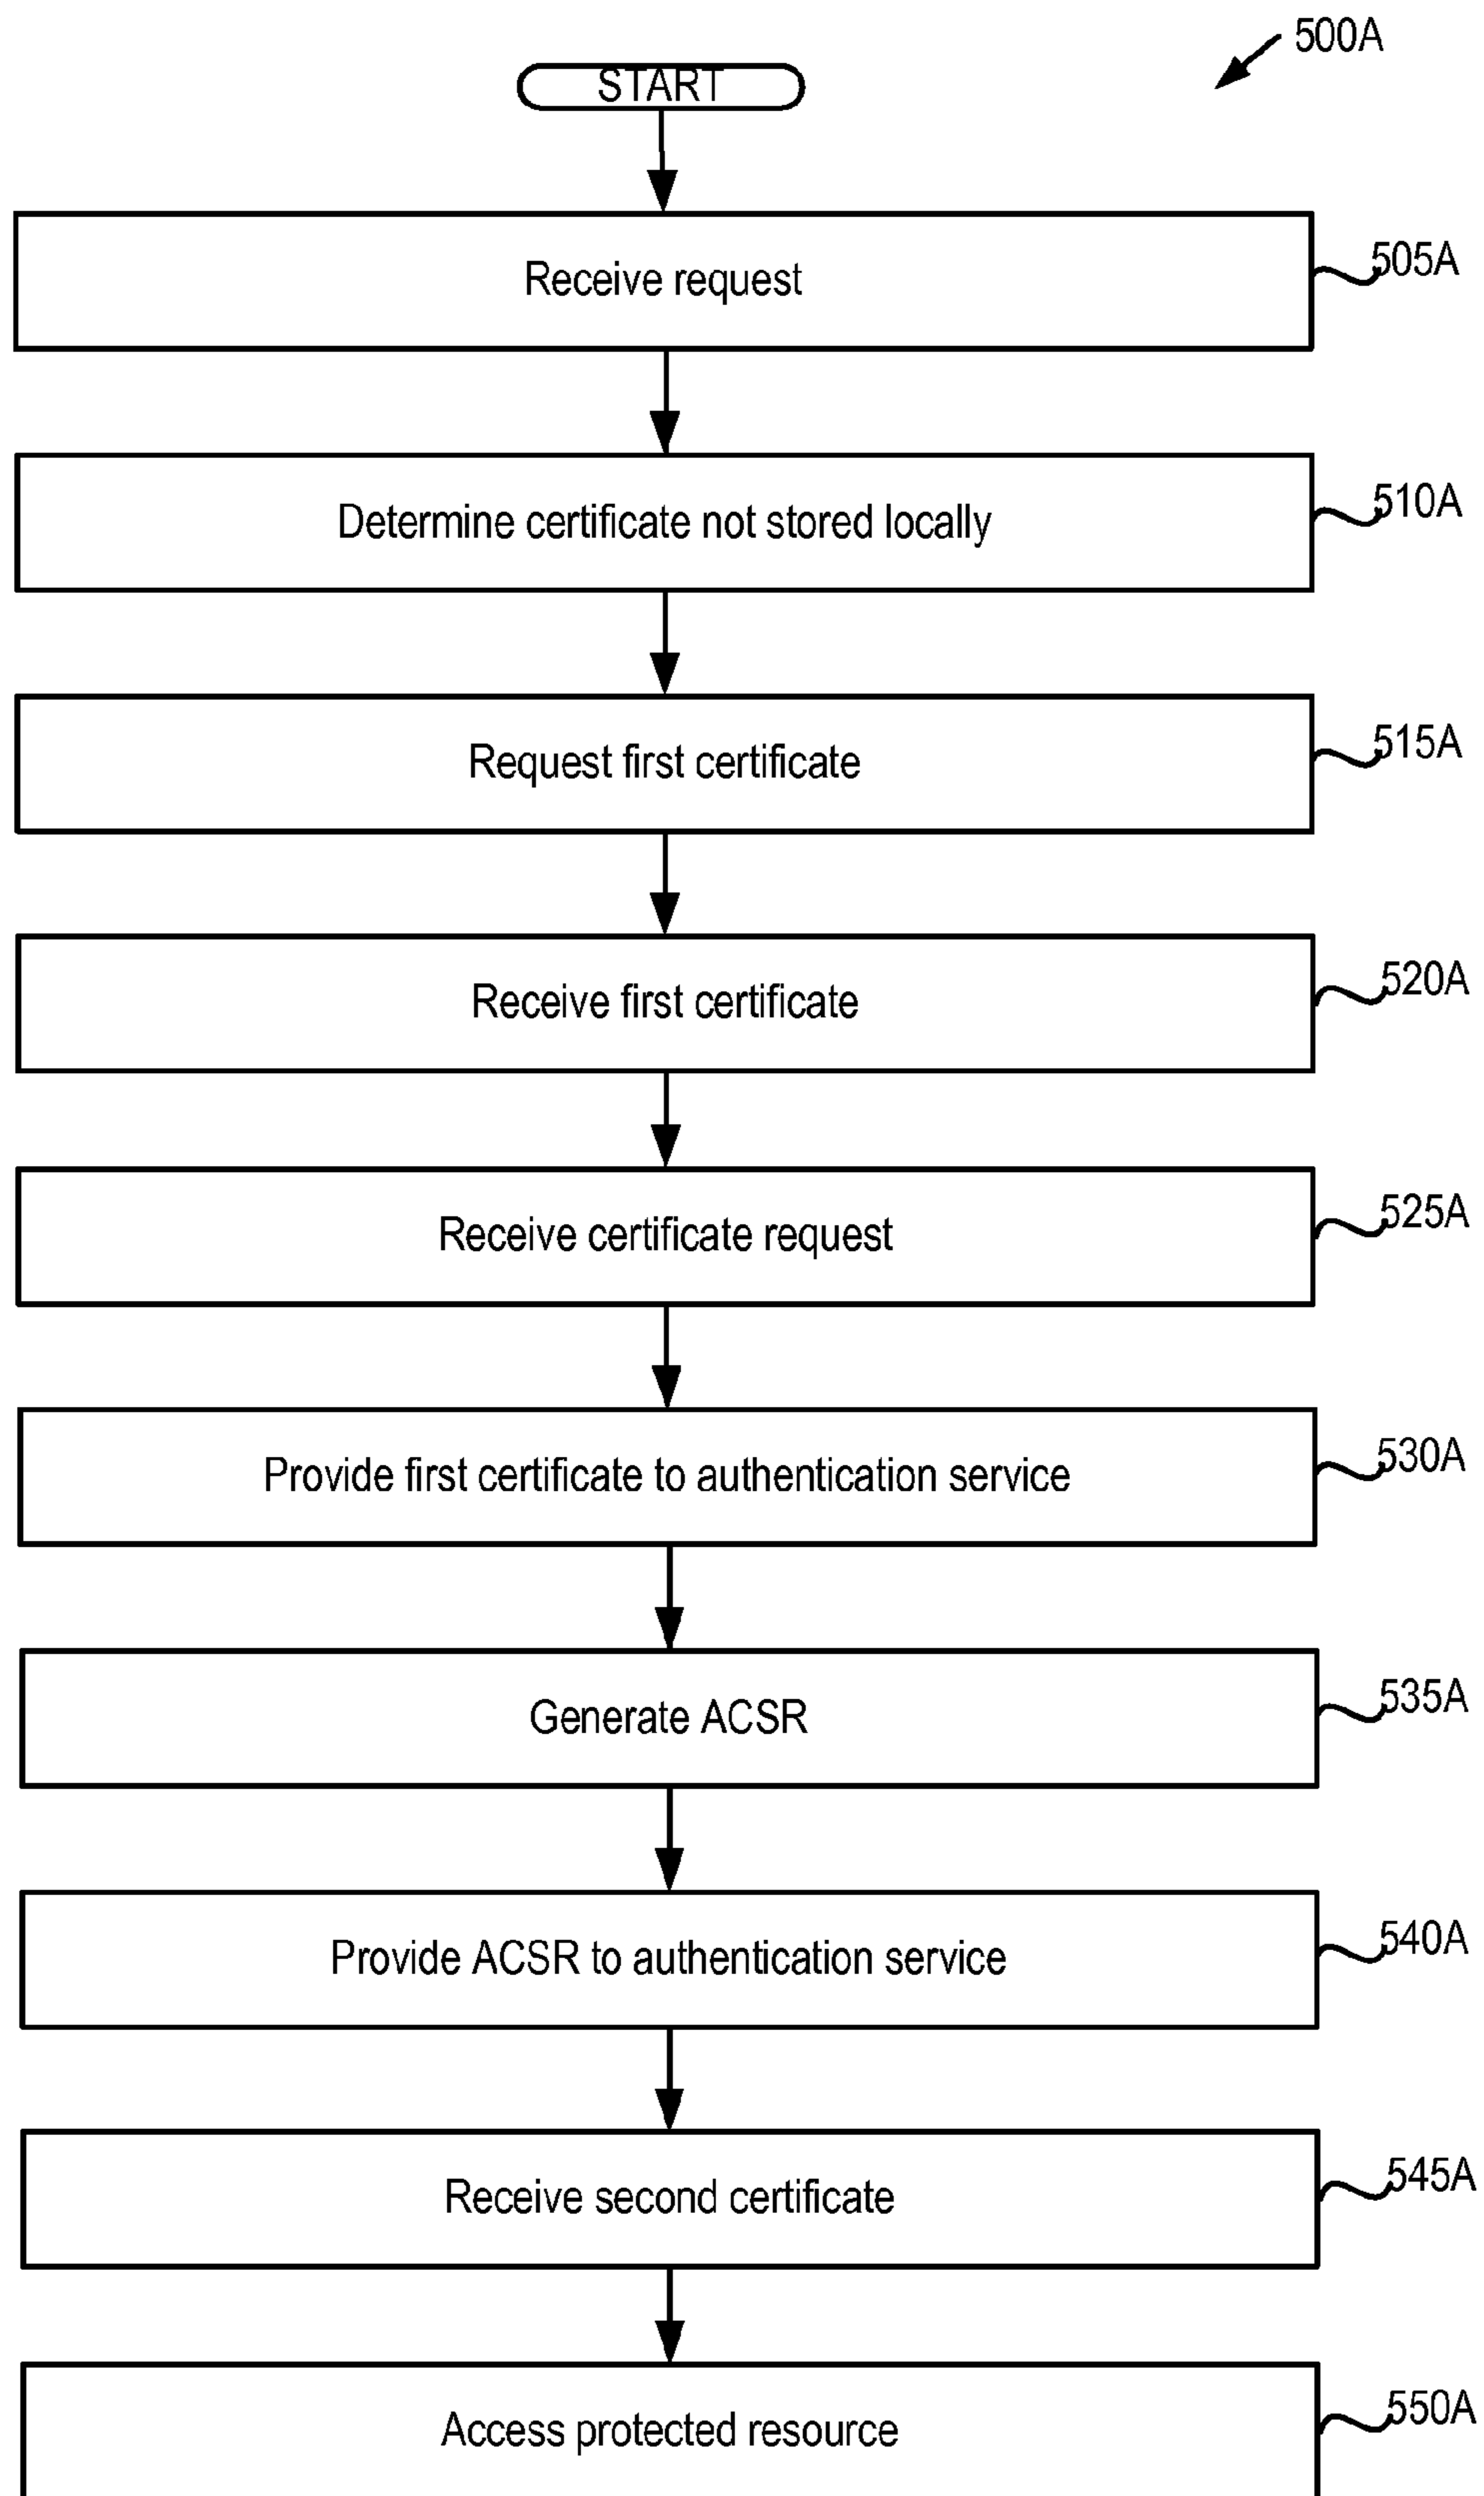 500A
START
Receive request
505A
Determine certificate not stored locally
510A
Request first certificate
515A
Receive first certificate
520A
Receive certificate request
525A
Provide first certificate to authentication service
530A
Generate ACSR
535A
Provide ACSR to authentication service
540A
Receive second certificate
545A
Access protected resource
550A